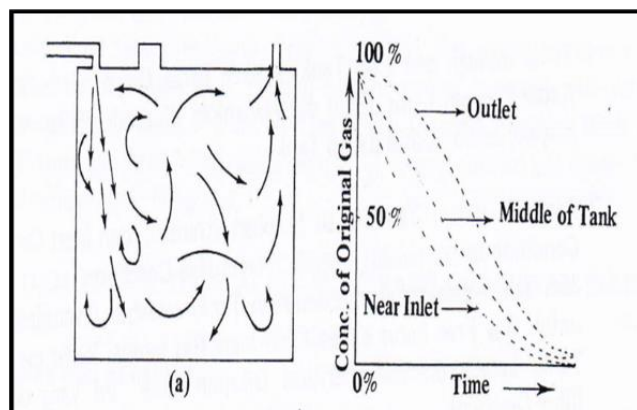 100 %
Conc. of Original Gas
Outlet
50 %
Middle of Tank
Near Inlet
0%
Time
(a)